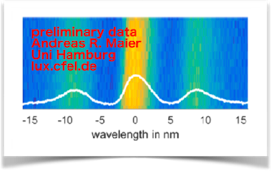 preliminary data
Andreas R. Maier
Uni Hamburg
lux.cfel.de
-15 -10 -5 0 5 10 15
wavelength in nm